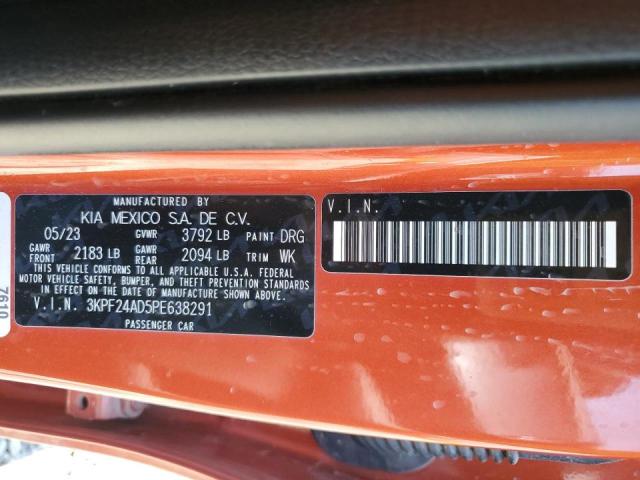 MANUFACTURED BY
KIA MEXICO S.A. DE C.V.
05/23 GVWR 3792 LB PAINT DRG
GAWR FRONT 2183 LB GAWR REAR 2094 LB TRIM WK
THIS VEHICLE CONFORMS TO ALL APPLICABLE U.S.A. FEDERAL
MOTOR VEHICLE SAFETY, BUMPER, AND THEFT PREVENTION STANDARDS
IN EFFECT ON THE DATE OF MANUFACTURE SHOWN ABOVE.
V.I.N. 3KPF24AD5PE638291
PASSENGER CAR
V.I.N.
7610